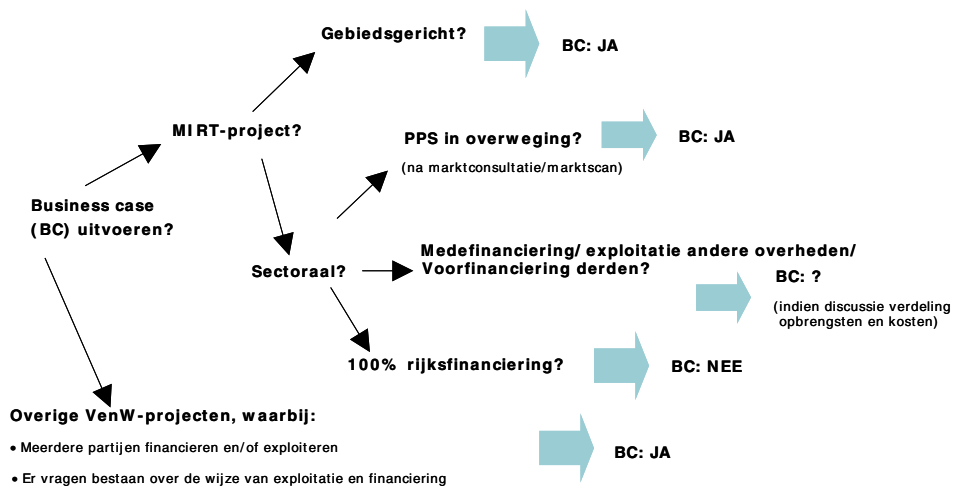 Gebiedsgericht?
BC: JA
MIRT-project?
PPS in overweging?
(na marktconsultatie/marktscan)
BC: JA
Business case
(BC) uitvoeren?
Sectoraal?
Medefinanciering/ exploitatie andere overheden/
Voorfinanciering derden?
BC: ?
(indien discussie verdeling
opbrengsten en kosten)
100% rijksfinanciering?
BC: NEE
Overige VenW-projecten, waarbij:
• Meerdere partijen financieren en/of exploiteren
• Er vragen bestaan over de wijze van exploitatie en financiering
BC: JA